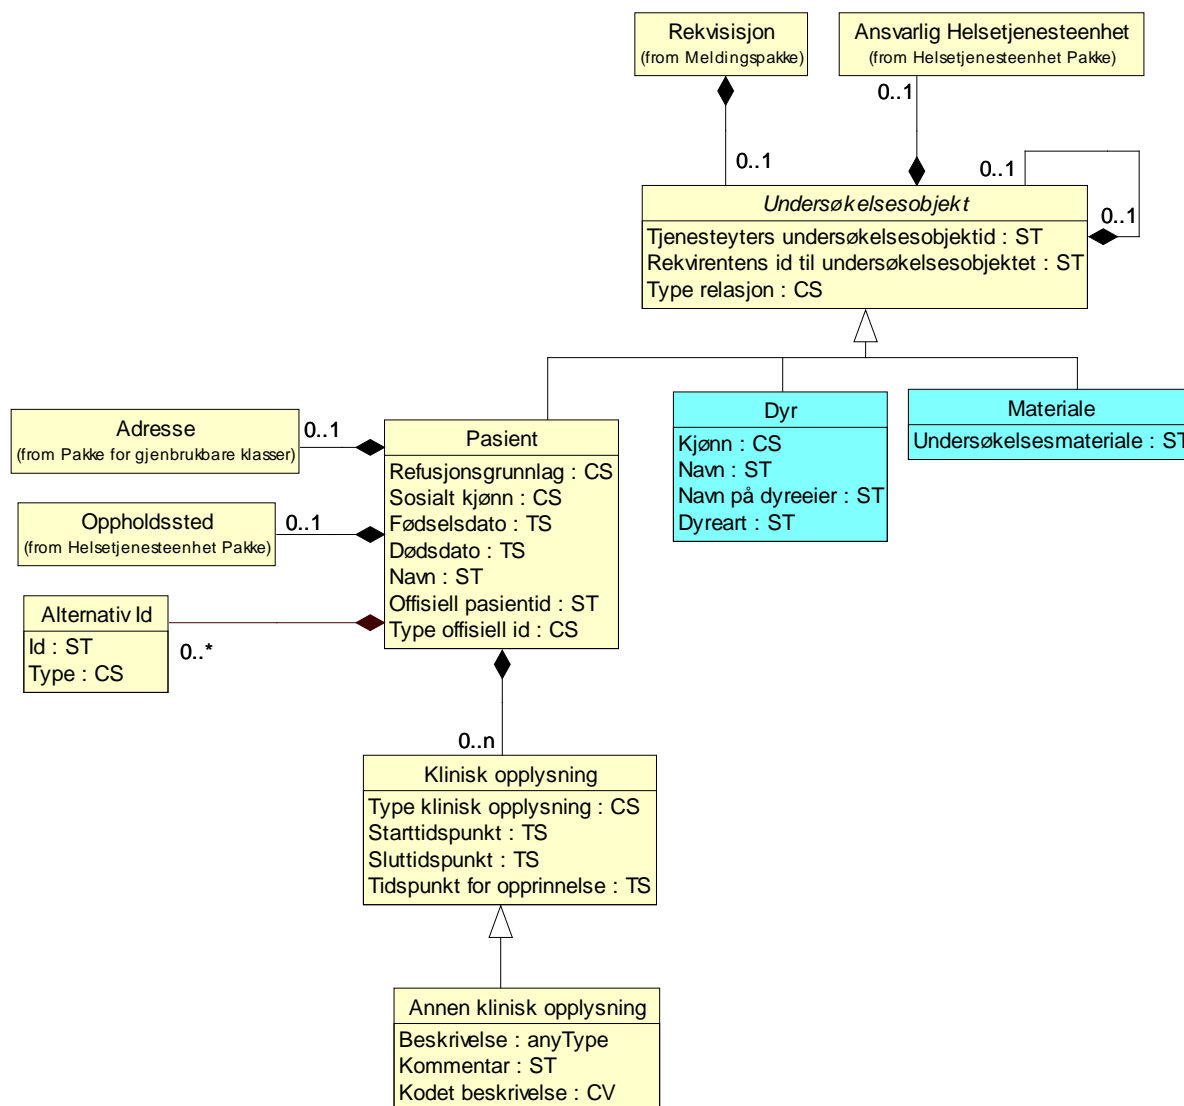 Rekvisisjon
(from Meldingspakke)
Ansvarlig Helsetjenesteenhet
(from Helsetjenesteenhet Pakke)
0..1
0..1
0..1
0..1
Undersøkelsesobjekt
Tjenesteyters undersøkelsesobjektid : ST
Rekvirentens id til undersøkelsesobjektet : ST
Type relasjon : CS
Adresse
(from Pakke for gjenbrukbare klasser)
0..1
Oppholdssted
(from Helsetjenesteenhet Pakke)
0..1
Alternativ Id
Id : ST
Type : CS
0..*
Pasient
Refusjonsgrunnlag : CS
Sosialt kjønn : CS
Fødselsdato : TS
Dødsdato : TS
Navn : ST
Offisiell pasientid : ST
Type offisiell id : CS
Dyr
Kjønn : CS
Navn : ST
Navn på dyreeier : ST
Dyreart : ST
Materiale
Undersøkelsesmateriale : ST
0..n
Klinisk opplysning
Type klinisk opplysning : CS
Starttidspunkt : TS
Sluttidspunkt : TS
Tidspunkt for opprinnelse : TS
Annen klinisk opplysning
Beskrivelse : anyType
Kommentar : ST
Kodet beskrivelse : CV